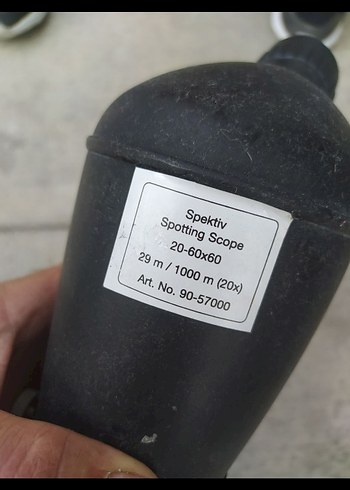 Spektiv
Spotting Scope
20-60x60
29 m / 1000 m (20x)
Art. No. 90-57000